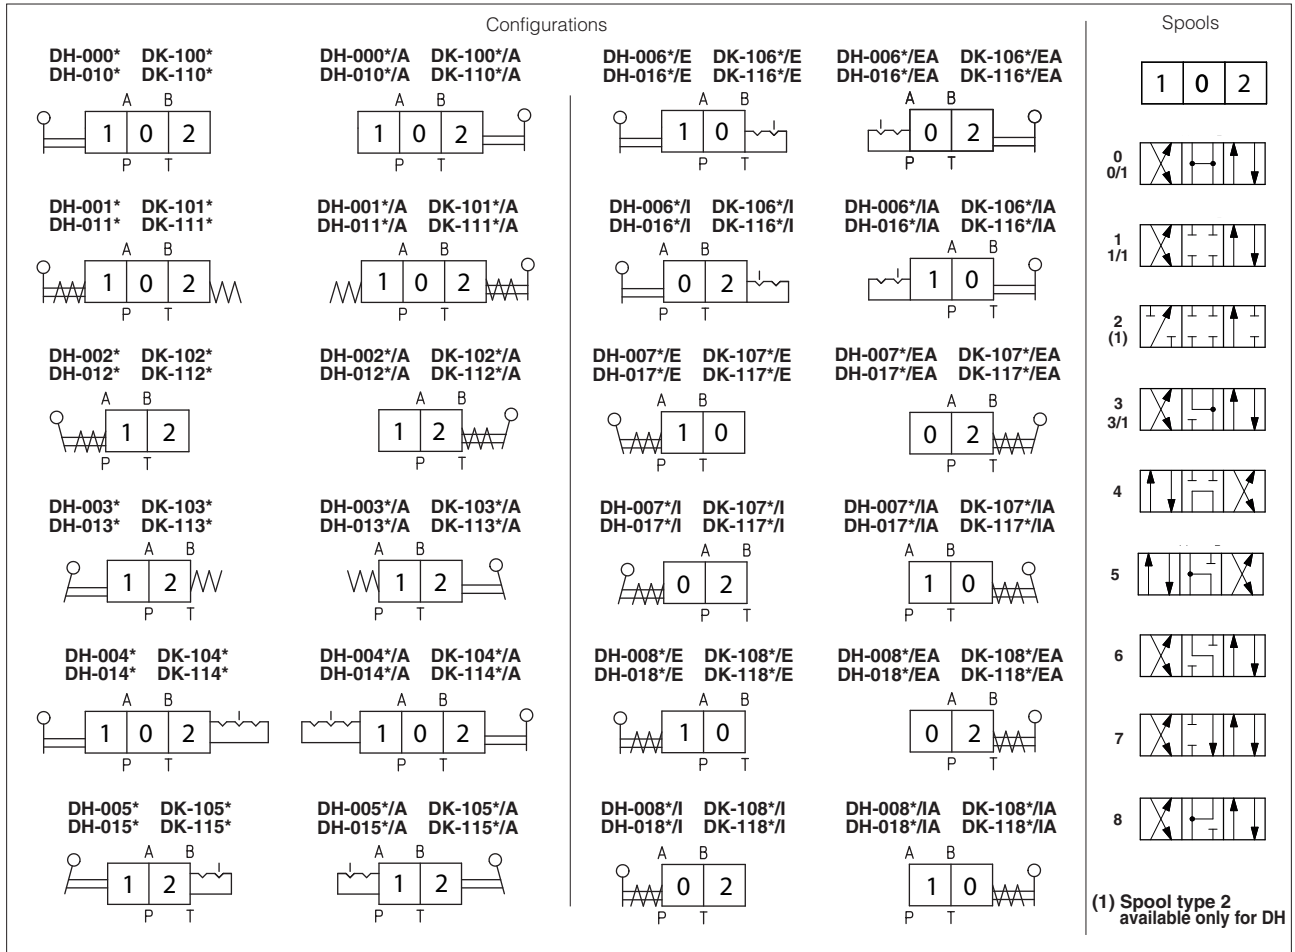 Configurations
Spools
DH-000* DK-100*
DH-010* DK-110*
A B
1 0 2
P T
DH-000*/A DK-100*/A
DH-010*/A DK-110*/A
A B
1 0 2
P T
DH-006*/E DK-106*/E
DH-016*/E DK-116*/E
A B
1 0
P T
DH-006*/EA DK-106*/EA
DH-016*/EA DK-116*/EA
A B
0 2
P T
DH-001* DK-101*
DH-011* DK-111*
A B
1 0 2
P T
DH-001*/A DK-101*/A
DH-011*/A DK-111*/A
A B
1 0 2
P T
DH-006*/I DK-106*/I
DH-016*/I DK-116*/I
A B
0 2
P T
DH-006*/IA DK-106*/IA
DH-016*/IA DK-116*/IA
A B
1 0
P T
DH-002* DK-102*
DH-012* DK-112*
A B
1 2
P T
DH-002*/A DK-102*/A
DH-012*/A DK-112*/A
A B
1 2
P T
DH-007*/E DK-107*/E
DH-017*/E DK-117*/E
A B
1 0
P T
DH-007*/EA DK-107*/EA
DH-017*/EA DK-117*/EA
A B
0 2
P T
DH-003* DK-103*
DH-013* DK-113*
A B
1 2
P T
DH-003*/A DK-103*/A
DH-013*/A DK-113*/A
A B
1 2
P T
DH-007*/I DK-107*/I
DH-017*/I DK-117*/I
A B
0 2
P T
DH-007*/IA DK-107*/IA
DH-017*/IA DK-117*/IA
A B
1 0
P T
DH-004* DK-104*
DH-014* DK-114*
A B
1 0 2
P T
DH-004*/A DK-104*/A
DH-014*/A DK-114*/A
A B
1 0 2
P T
DH-008*/E DK-108*/E
DH-018*/E DK-118*/E
A B
1 0
P T
DH-008*/EA DK-108*/EA
DH-018*/EA DK-118*/EA
A B
0 2
P T
DH-005* DK-105*
DH-015* DK-115*
A B
1 2
P T
DH-005*/A DK-105*/A
DH-015*/A DK-115*/A
A B
1 2
P T
DH-008*/I DK-108*/I
DH-018*/I DK-118*/I
A B
0 2
P T
DH-008*/IA DK-108*/IA
DH-018*/IA DK-118*/IA
A B
1 0
P T
1 0 2
0
0/1
1
1/1
2
(1)
3
3/1
4
5
6
7
8
(1) Spool type 2
available only for DH